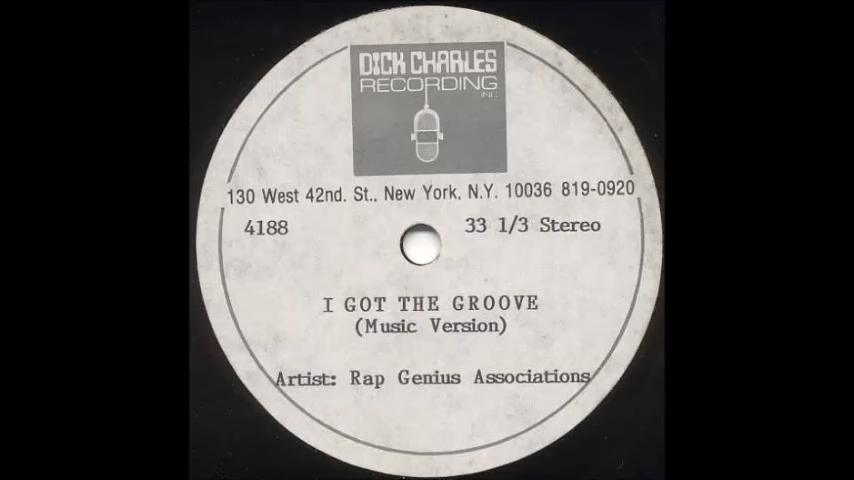 DICK CHARLES
RECORDING
INC.
130 West 42nd. St., New York, N.Y. 10036 819-0920
4188 33 1/3 Stereo
I GOT THE GROOVE
(Music Version)
Artist: Rap Genius Associations